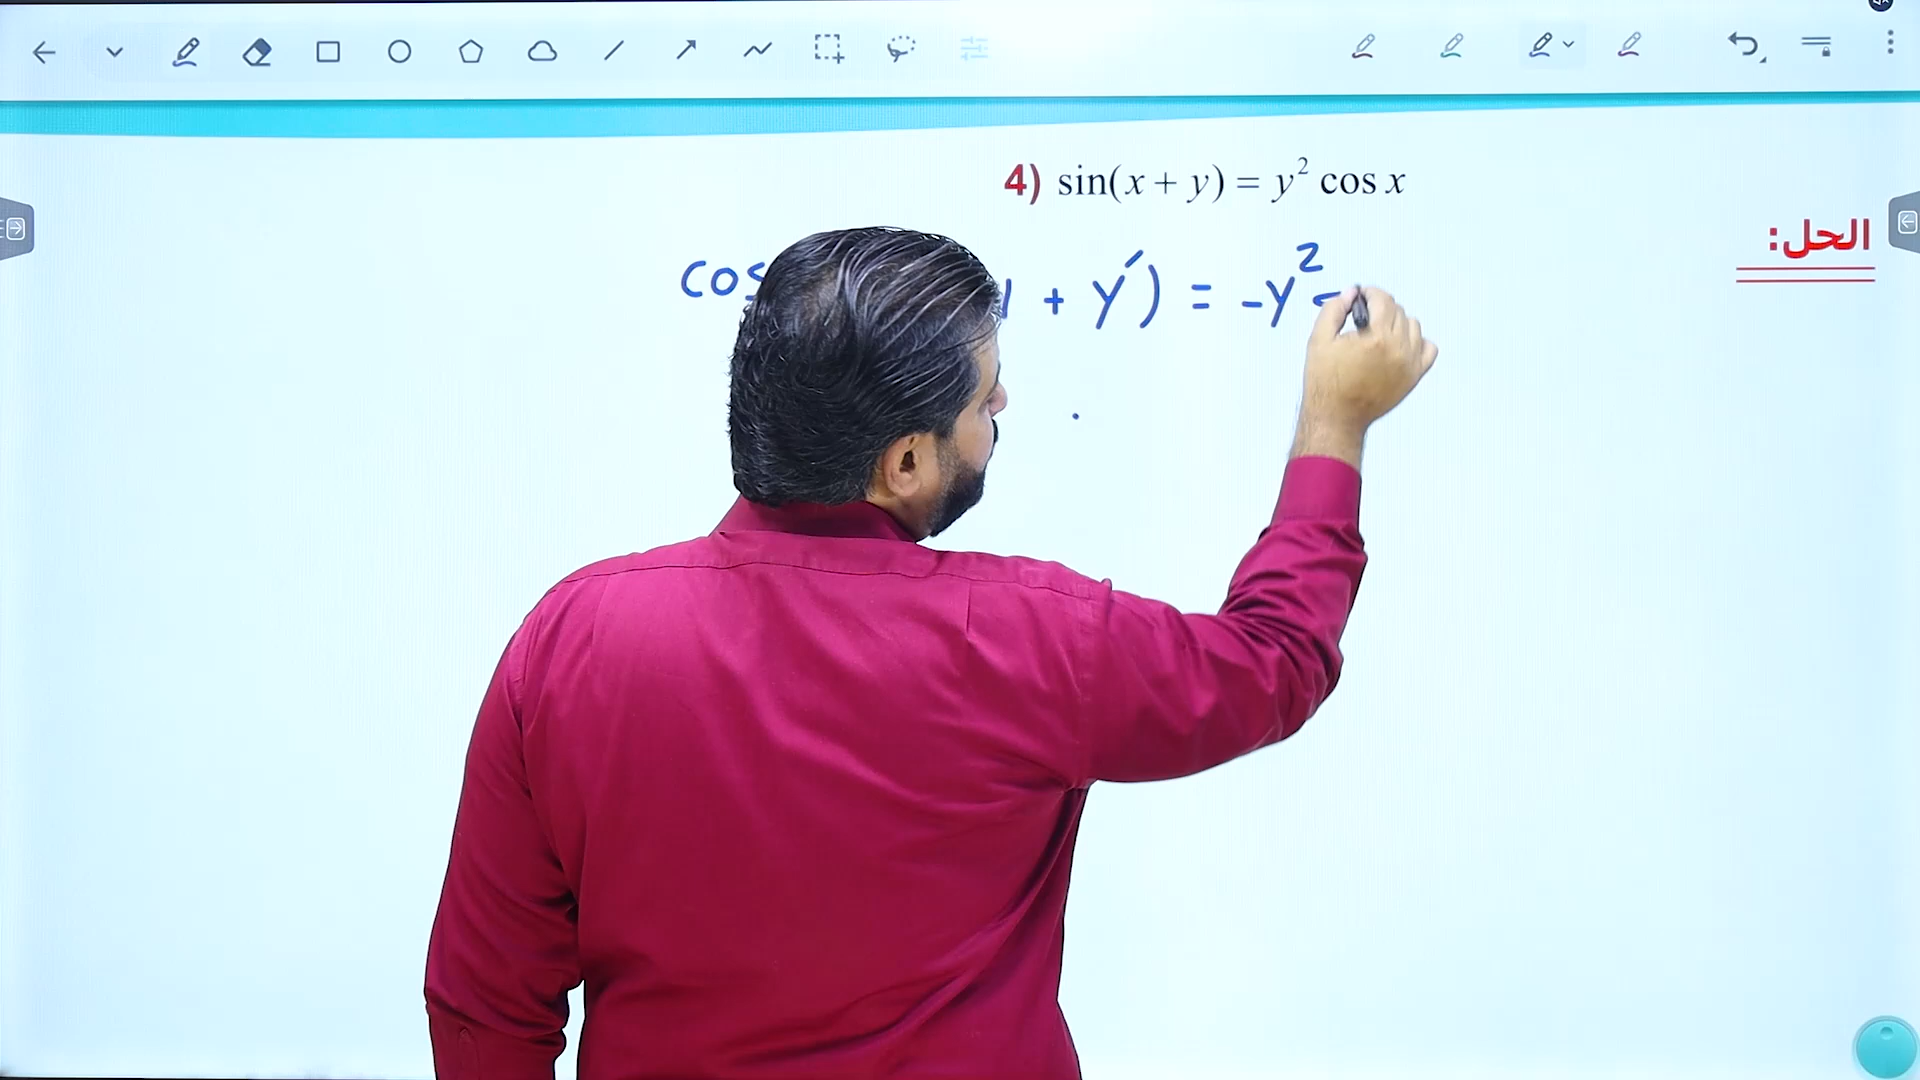 4) sin(x + y) = y² cos x
الحل:
cos + y′) = -y²